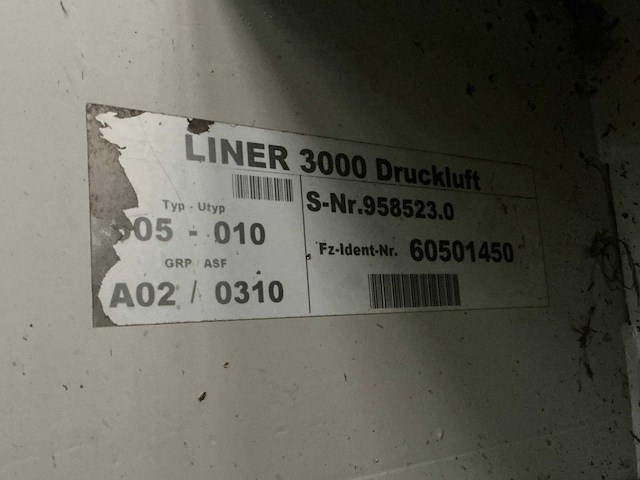 LINER 3000 Druckluft
Typ - Utyp
05 - 010
GRP / ASF
A02 / 0310
S-Nr.958523.0
Fz-Ident-Nr. 60501450